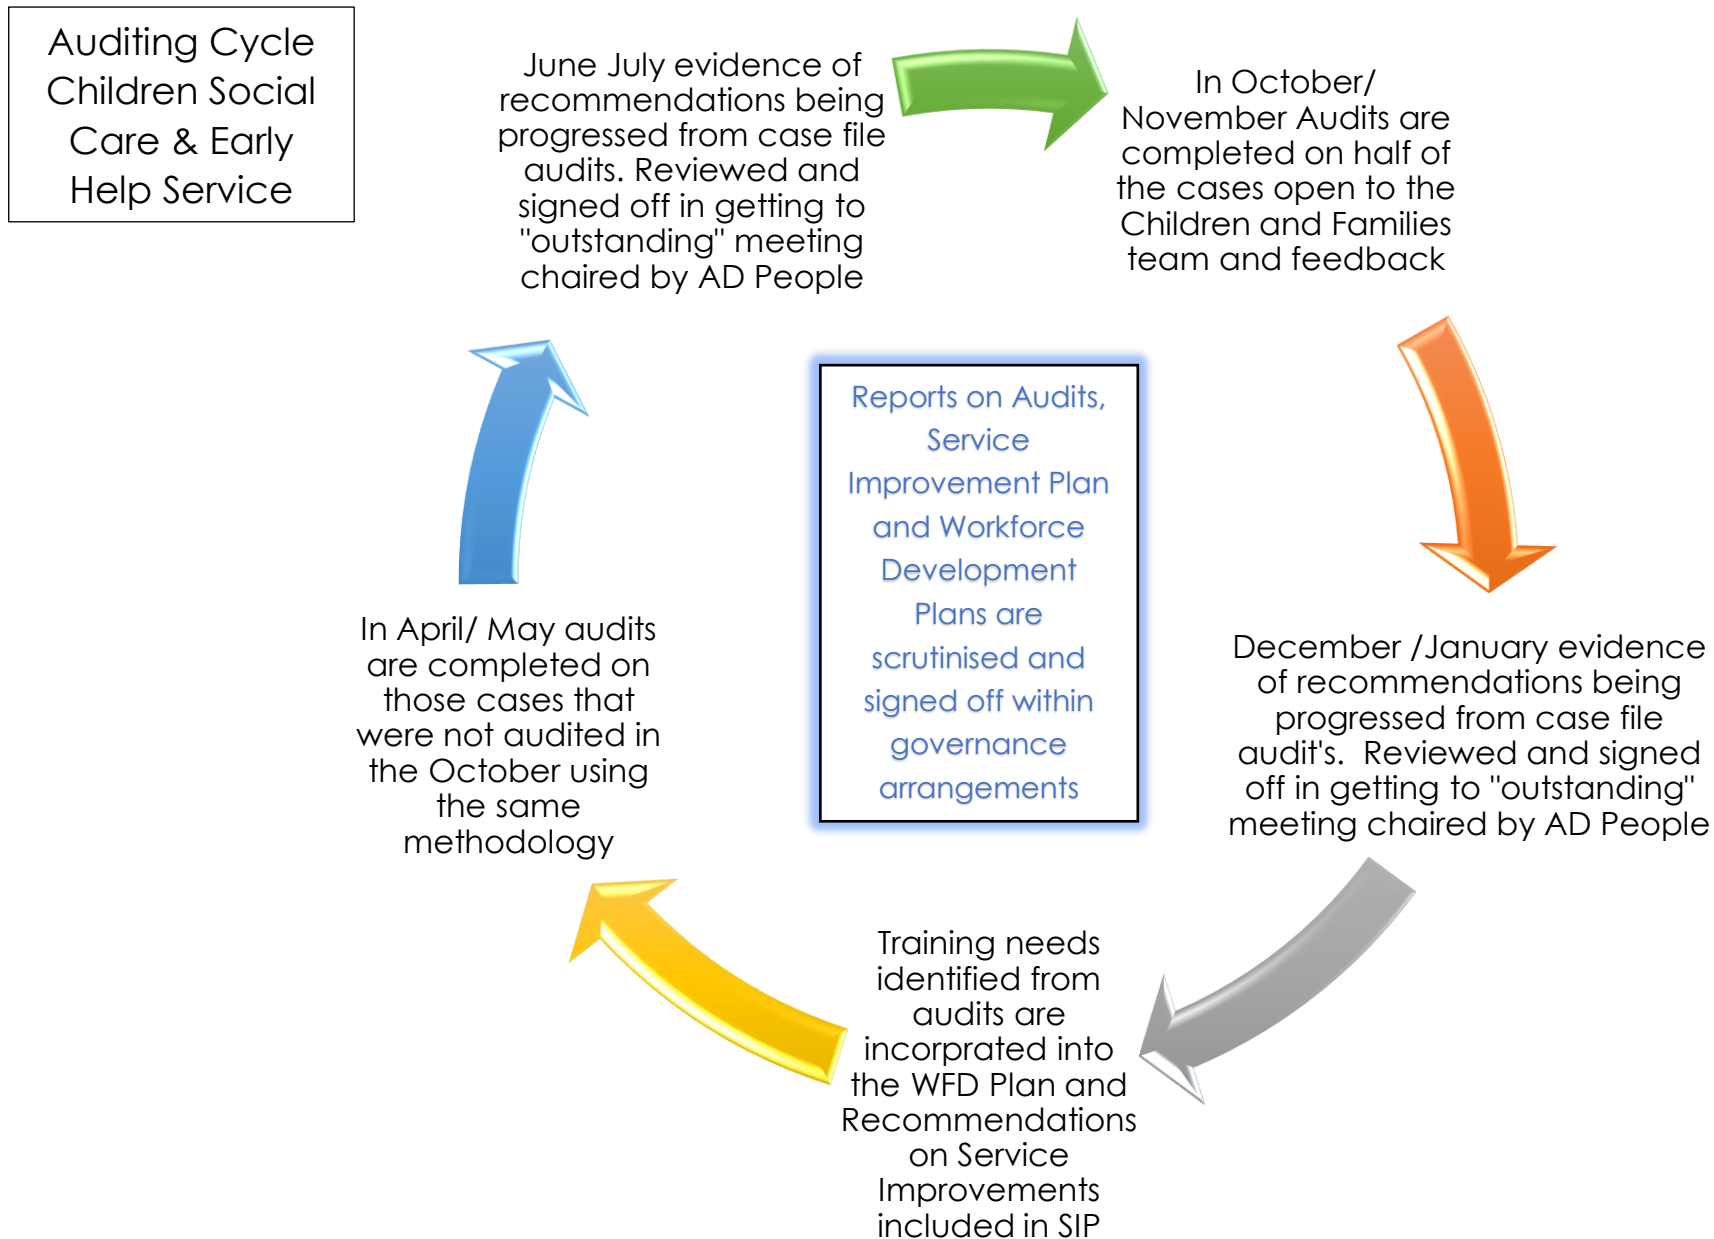 Auditing Cycle
Children Social
Care & Early
Help Service
June July evidence of
recommendations being
progressed from case file
audits. Reviewed and
signed off in getting to
"outstanding" meeting
chaired by AD People
In October/
November Audits are
completed on half of
the cases open to the
Children and Families
team and feedback
December /January evidence
of recommendations being
progressed from case file
audit's.  Reviewed and signed
off in getting to "outstanding"
meeting chaired by AD People
Training needs
identified from
audits are
incorprated into
the WFD Plan and
Recommendations
on Service
Improvements
included in SIP
In April/ May audits
are completed on
those cases that
were not audited in
the October using
the same
methodology
Reports on Audits,
Service
Improvement Plan
and Workforce
Development
Plans are
scrutinised and
signed off within
governance
arrangements